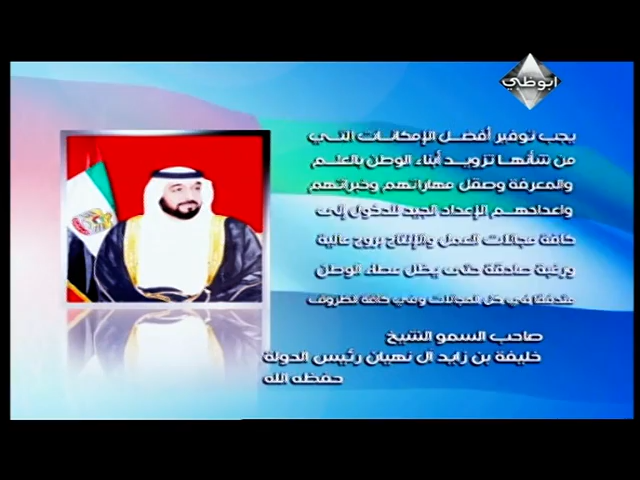 ابوظبي
يجب توفير أفضل الإمكانات التي
من شأنها تزويد أبناء الوطن بالعلم
والمعرفة وصقل مهاراتهم وخبراتهم
واعدادهم الإعداد الجيد للدخول إلى
كافة مجالات العمل والإنتاج بروح عالية
ورغبة صادقة حتى يظل عطاء الوطن
متدفقا في كل المجالات وفي كافة الظروف
صاحب السمو الشيخ
خليفة بن زايد ال نهيان رئيس الدولة
حفظه الله